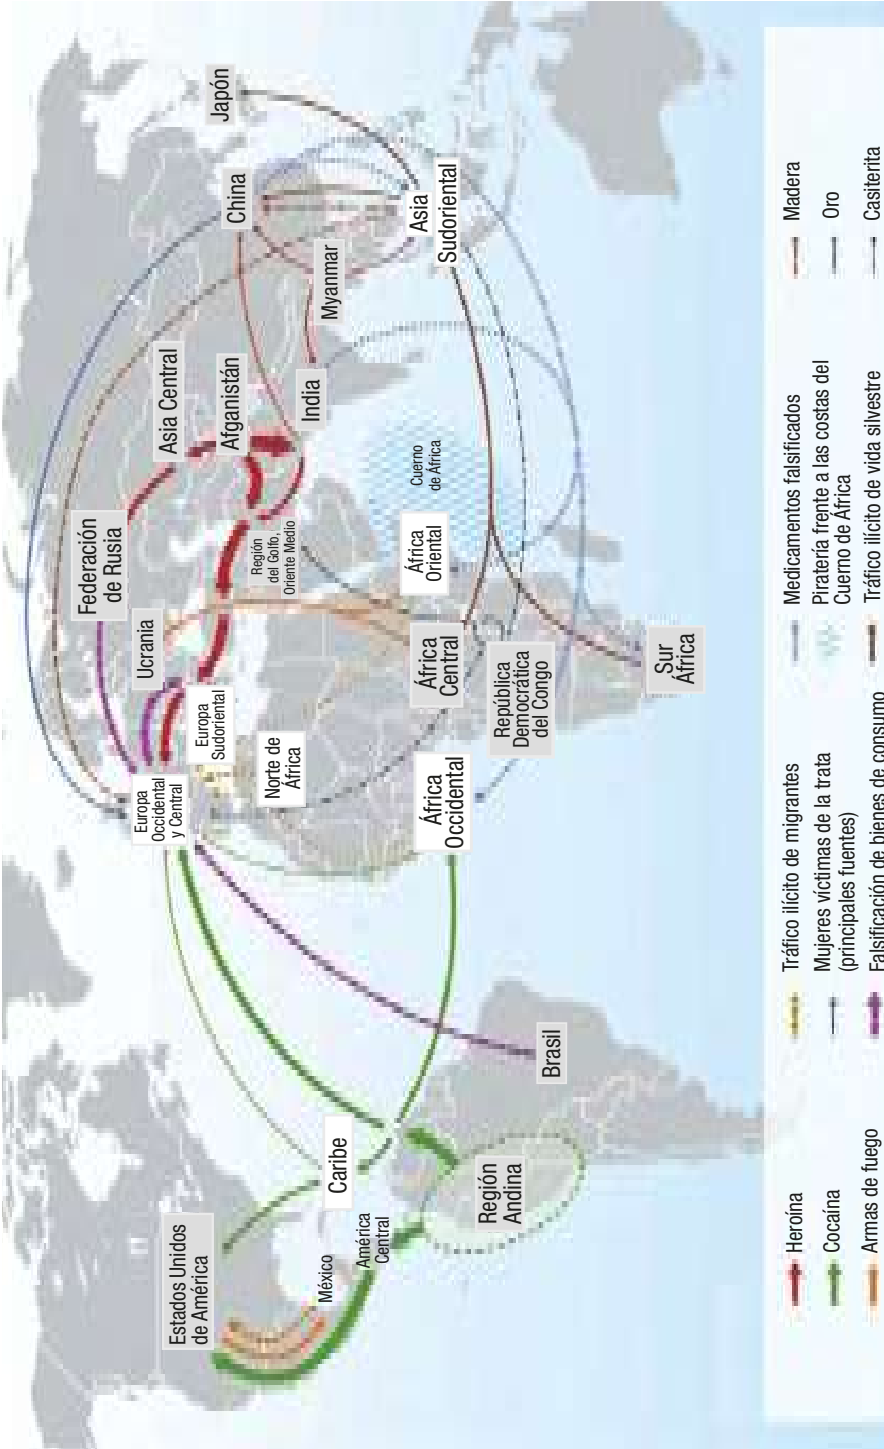 Estados Unidos
de América
México
América
Central
Caribe
Región
Andina
Brasil
Europa
Occidental
y Central
Europa
Sudoriental
Norte de
África
África
Occidental
Ucrania
Federación
de Rusia
África
Central
República
Democrática
del Congo
Sur
África
África
Oriental
Cuerno
de África
Región
del Golfo,
Oriente Medio
Asia Central
Afganistán
India
Myanmar
China
Japón
Asia
Sudoriental
Heroína
Cocaína
Armas de fuego
Tráfico ilícito de migrantes
Mujeres víctimas de la trata
(principales fuentes)
Falsificación de bienes de consumo
Medicamentos falsificados
Piratería frente a las costas del
Cuerno de África
Tráfico ilícito de vida silvestre
Madera
Oro
Casiterita